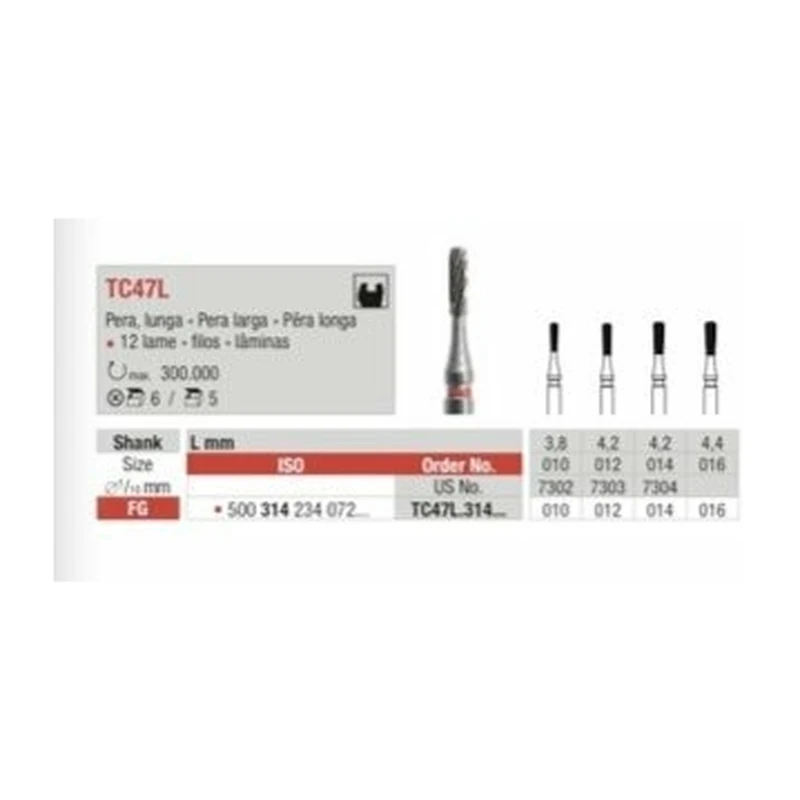 TC47L
Pera, lunga - Pera larga - Pêra longa
• 12 lame - filos - lâminas
max. 300.000
6 / 5
Shank L mm 3,8 4,2 4,2 4,4
Size ISO Order No. 010 012 014 016
⌀ 1/10 mm US No. 7302 7303 7304
FG • 500 314 234 072... TC47L.314... 010 012 014 016